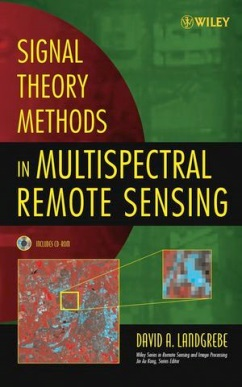 WILEY
SIGNAL
THEORY
METHODS
IN MULTISPECTRAL
REMOTE SENSING
INCLUDES CD-ROM
DAVID A. LANDGREBE
Wiley Series in Remote Sensing and Image Processing
Jin Au Kong, Series Editor